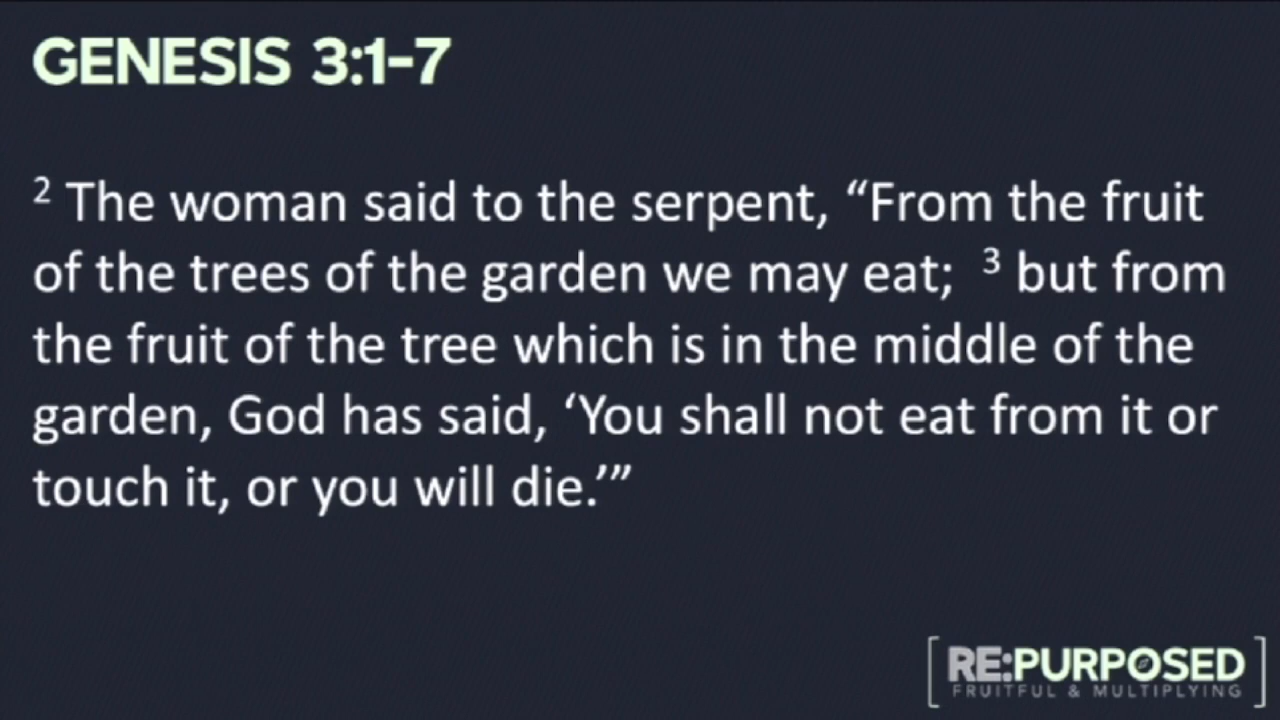 GENESIS 3:1-7
² The woman said to the serpent, “From the fruit
of the trees of the garden we may eat; ³ but from
the fruit of the tree which is in the middle of the
garden, God has said, ‘You shall not eat from it or
touch it, or you will die.’”
[RE:PURPOSED]
FRUITFUL & MULTIPLYING